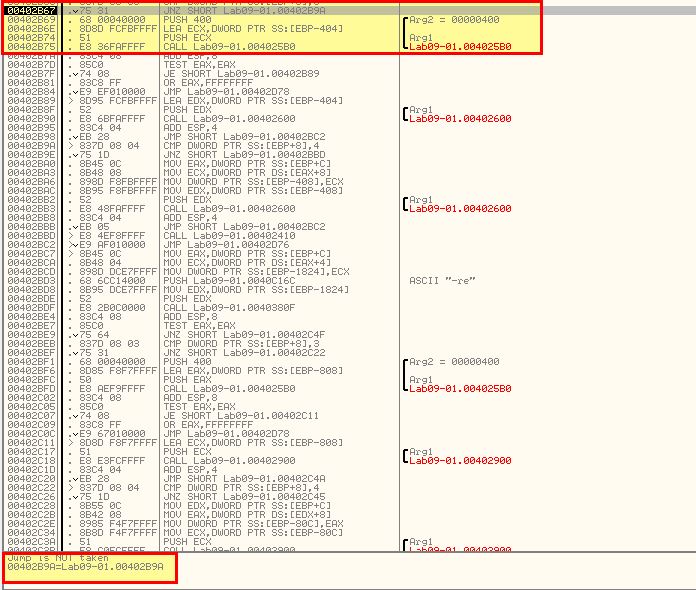 00402B67 .v75 31 JNZ SHORT Lab09-01.00402B9A
00402B69 . 68 00040000 PUSH 400 Arg2 = 00000400
00402B6E . 8D8D FCFBFFFF LEA ECX,DWORD PTR SS:[EBP-404]
00402B74 . 51 PUSH ECX Arg1
00402B75 . E8 36FAFFFF CALL Lab09-01.004025B0 Lab09-01.004025B0
00402B7A . 83C4 08 ADD ESP,8
00402B7D . 85C0 TEST EAX,EAX
00402B7F .v74 08 JE SHORT Lab09-01.00402B89
00402B81 . 83C8 FF OR EAX,FFFFFFFF
00402B84 .vE9 EF010000 JMP Lab09-01.00402D78
00402B89 > 8D95 FCFBFFFF LEA EDX,DWORD PTR SS:[EBP-404]
00402B8F . 52 PUSH EDX Arg1
00402B90 . E8 6BFAFFFF CALL Lab09-01.00402600 Lab09-01.00402600
00402B95 . 83C4 04 ADD ESP,4
00402B98 .vEB 28 JMP SHORT Lab09-01.00402BC2
00402B9A > 837D 08 04 CMP DWORD PTR SS:[EBP+8],4
00402B9E .v75 1D JNZ SHORT Lab09-01.00402BBD
00402BA0 . 8B45 0C MOV EAX,DWORD PTR SS:[EBP+C]
00402BA3 . 8B48 08 MOV ECX,DWORD PTR DS:[EAX+8]
00402BA6 . 898D F8FBFFFF MOV DWORD PTR SS:[EBP-408],ECX
00402BAC . 8B95 F8FBFFFF MOV EDX,DWORD PTR SS:[EBP-408]
00402BB2 . 52 PUSH EDX Arg1
00402BB3 . E8 48FAFFFF CALL Lab09-01.00402600 Lab09-01.00402600
00402BB8 . 83C4 04 ADD ESP,4
00402BBB .vEB 05 JMP SHORT Lab09-01.00402BC2
00402BBD > E8 4EF8FFFF CALL Lab09-01.00402410
00402BC2 >vE9 AF010000 JMP Lab09-01.00402D76
00402BC7 > 8B45 0C MOV EAX,DWORD PTR SS:[EBP+C]
00402BCA . 8B48 04 MOV ECX,DWORD PTR DS:[EAX+4]
00402BCD . 898D DCE7FFFF MOV DWORD PTR SS:[EBP-1824],ECX
00402BD3 . 68 6CC14000 PUSH Lab09-01.0040C16C ASCII "-re"
00402BD8 . 8B95 DCE7FFFF MOV EDX,DWORD PTR SS:[EBP-1824]
00402BDE . 52 PUSH EDX
00402BDF . E8 2B0C0000 CALL Lab09-01.0040380F
00402BE4 . 83C4 08 ADD ESP,8
00402BE7 . 85C0 TEST EAX,EAX
00402BE9 .v75 64 JNZ SHORT Lab09-01.00402C4F
00402BEB . 837D 08 03 CMP DWORD PTR SS:[EBP+8],3
00402BEF .v75 31 JNZ SHORT Lab09-01.00402C22
00402BF1 . 68 00040000 PUSH 400 Arg2 = 00000400
00402BF6 . 8D85 F8F7FFFF LEA EAX,DWORD PTR SS:[EBP-808]
00402BFC . 50 PUSH EAX Arg1
00402BFD . E8 AEF9FFFF CALL Lab09-01.004025B0 Lab09-01.004025B0
00402C02 . 83C4 08 ADD ESP,8
00402C05 . 85C0 TEST EAX,EAX
00402C07 .v74 08 JE SHORT Lab09-01.00402C11
00402C09 . 83C8 FF OR EAX,FFFFFFFF
00402C0C .vE9 67010000 JMP Lab09-01.00402D78
00402C11 > 8D8D F8F7FFFF LEA ECX,DWORD PTR SS:[EBP-808]
00402C17 . 51 PUSH ECX Arg1
00402C18 . E8 E3FCFFFF CALL Lab09-01.00402900 Lab09-01.00402900
00402C1D . 83C4 04 ADD ESP,4
00402C20 .vEB 28 JMP SHORT Lab09-01.00402C4A
00402C22 > 837D 08 04 CMP DWORD PTR SS:[EBP+8],4
00402C26 .v75 1D JNZ SHORT Lab09-01.00402C45
00402C28 . 8B55 0C MOV EDX,DWORD PTR SS:[EBP+C]
00402C2B . 8B42 08 MOV EAX,DWORD PTR DS:[EDX+8]
00402C2E . 8985 F4F7FFFF MOV DWORD PTR SS:[EBP-80C],EAX
00402C34 . 8B8D F4F7FFFF MOV ECX,DWORD PTR SS:[EBP-80C]
00402C3A . 51 PUSH ECX Arg1
00402C3B . E8 C0FCFFFF CALL Lab09-01.00402900 Lab09-01.00402900
Jump is NOT taken
00402B9A=Lab09-01.00402B9A